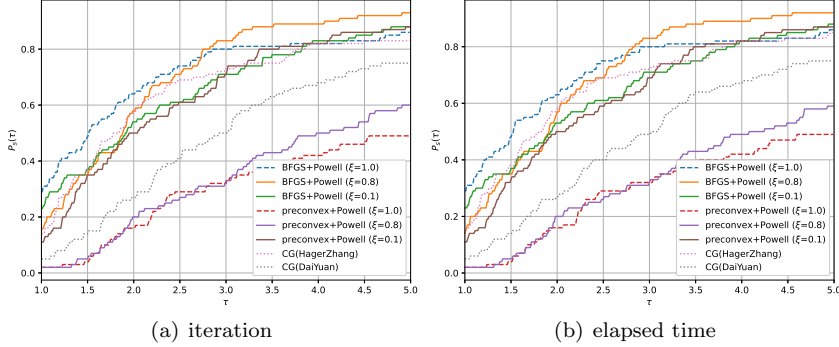 0.8
0.6
0.4
0.2
0.0
P_s(τ)
BFGS+Powell (ξ=1.0)
BFGS+Powell (ξ=0.8)
BFGS+Powell (ξ=0.1)
preconvex+Powell (ξ=1.0)
preconvex+Powell (ξ=0.8)
preconvex+Powell (ξ=0.1)
CG(HagerZhang)
CG(DaiYuan)
1.0 1.5 2.0 2.5 3.0 3.5 4.0 4.5 5.0
τ
(a) iteration
0.8
0.6
0.4
0.2
0.0
P_s(τ)
BFGS+Powell (ξ=1.0)
BFGS+Powell (ξ=0.8)
BFGS+Powell (ξ=0.1)
preconvex+Powell (ξ=1.0)
preconvex+Powell (ξ=0.8)
preconvex+Powell (ξ=0.1)
CG(HagerZhang)
CG(DaiYuan)
1.0 1.5 2.0 2.5 3.0 3.5 4.0 4.5 5.0
τ
(b) elapsed time